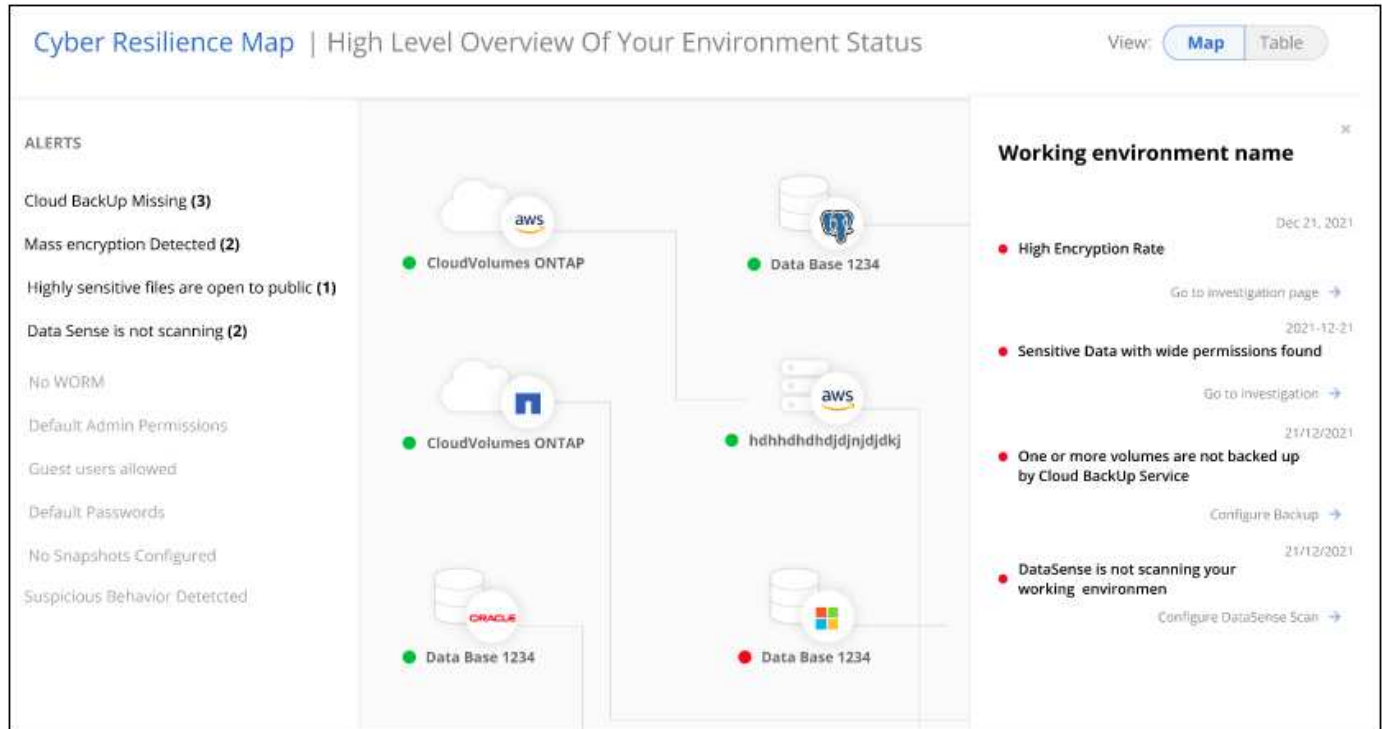 Cyber Resilience Map | High Level Overview Of Your Environment Status
View: Map Table
ALERTS
Cloud BackUp Missing (3)
Mass encryption Detected (2)
Highly sensitive files are open to public (1)
Data Sense is not scanning (2)
No WORM
Default Admin Permissions
Guest users allowed
Default Passwords
No Snapshots Configured
Suspicious Behavior Detetcted
aws
CloudVolumes ONTAP
Data Base 1234
CloudVolumes ONTAP
aws
hdhhdhdhdjdjnjdjdkj
ORACLE
Data Base 1234
Data Base 1234
Working environment name
Dec 21, 2021
High Encryption Rate
Go to investigation page
2021-12-21
Sensitive Data with wide permissions found
Go to investigation
21/12/2021
One or more volumes are not backed up
by Cloud BackUp Service
Configure Backup
21/12/2021
DataSense is not scanning your
working environmen
Configure DataSense Scan